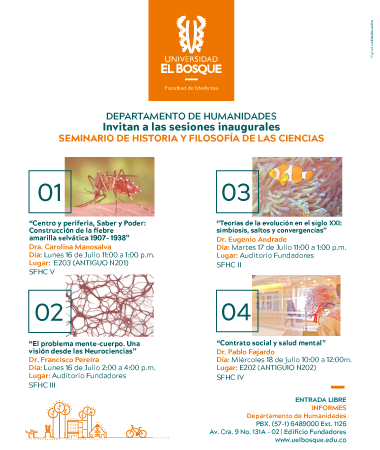 UNIVERSIDAD
EL BOSQUE
Facultad de Medicina
DEPARTAMENTO DE HUMANIDADES
Invitan a las sesiones inaugurales
SEMINARIO DE HISTORIA Y FILOSOFÍA DE LAS CIENCIAS
01
“Centro y periferia, Saber y Poder:
Construcción de la fiebre
amarilla selvática 1907- 1938”
Dra. Carolina Manosalva
Día: Lunes 16 de Julio 11:00 a 1:00 p.m.
Lugar: E203 (ANTIGUO N201)
SFHC V
02
“El problema mente-cuerpo. Una
visión desde las Neurociencias”
Dr. Francisco Pereira
Día: Lunes 16 de Julio 2:00 a 4:00 p.m.
Lugar: Auditorio Fundadores
SFHC III
03
“Teorías de la evolución en el siglo XXI:
simbiosis, saltos y convergencias”
Dr. Eugenio Andrade
Día: Martes 17 de Julio 11:00 a 1:00 p.m.
Lugar: Auditorio Fundadores
SFHC II
04
“Contrato social y salud mental”
Dr. Pablo Fajardo
Día: Miércoles 18 de julio 10:00 a 12:00m.
Lugar: E202 (ANTIGUIO N202)
SFHC IV
ENTRADA LIBRE
INFORMES
Departamento de Humanidades
PBX. (57-1) 6489000 Ext. 1126
Av. Cra. 9 No. 131A - 02 | Edificio Fundadores
www.uelbosque.edu.co